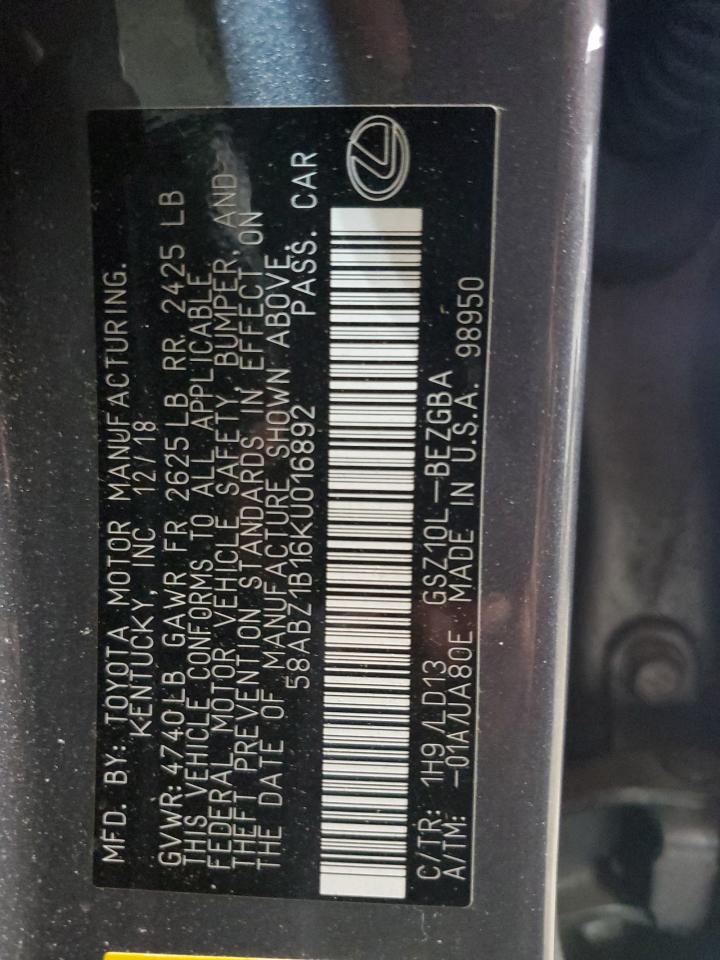 MFD. BY: TOYOTA MOTOR MANUFACTURING.
KENTUCKY, INC 12/18
GVWR: 4740LB GAWR FR 2625LB RR 2425 LB
THIS VEHICLE CONFORMS TO ALL APPLICABLE
FEDERAL MOTOR VEHICLE SAFETY, BUMPER, AND
THEFT PREVENTION STANDARDS IN EFFECT ON
THE DATE OF MANUFACTURE SHOWN ABOVE.
58ABZ1B16KU016892 PASS. CAR
C/TR: 1H9/LD13 GSZ10L-BEZGBA
A/TM: -01A/UA80E MADE IN U.S.A. 98950